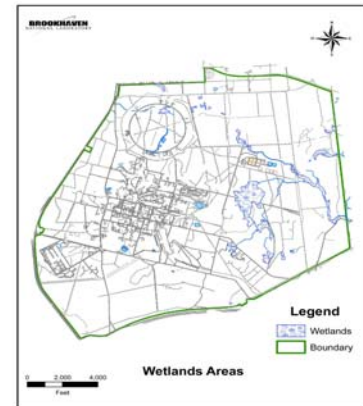 BROOKHAVEN
NATIONAL LABORATORY
Legend
Wetlands
Boundary
Wetlands Areas
0 2,000 4,000
Feet